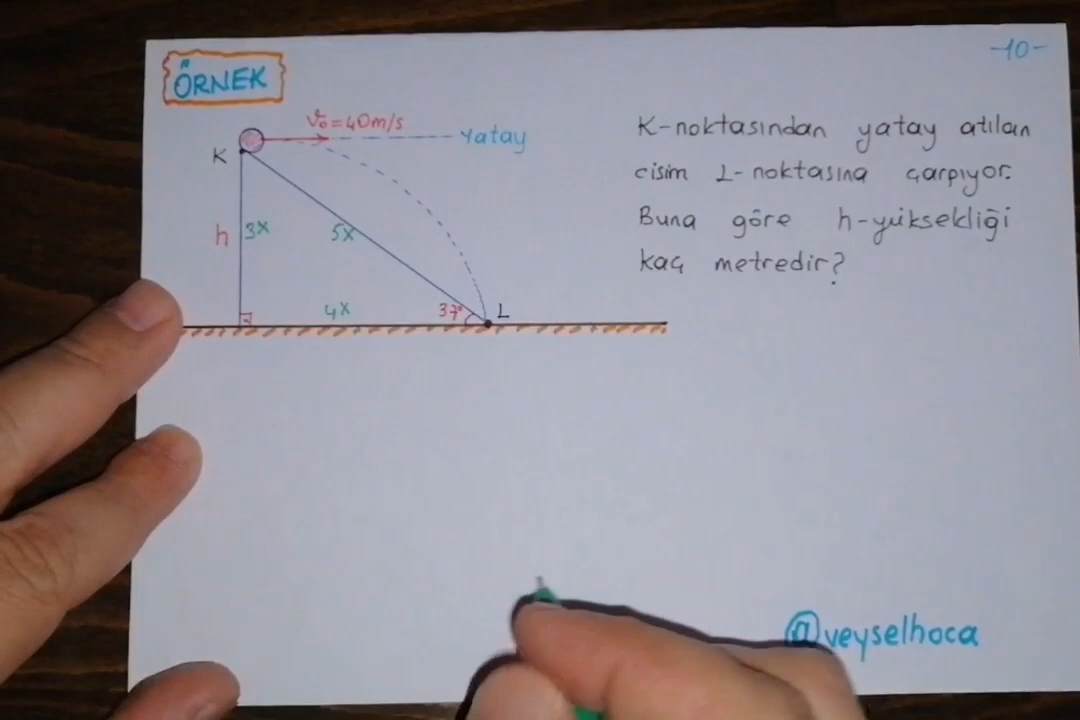 -10-
ÖRNEK
V₀=40m/s
Yatay
K
h
3x
5x
4x
37°
L
K-noktasından yatay atılan
cisim L-noktasına çarpıyor.
Buna göre h-yüksekliği
kaç metredir?
@veyselhoca